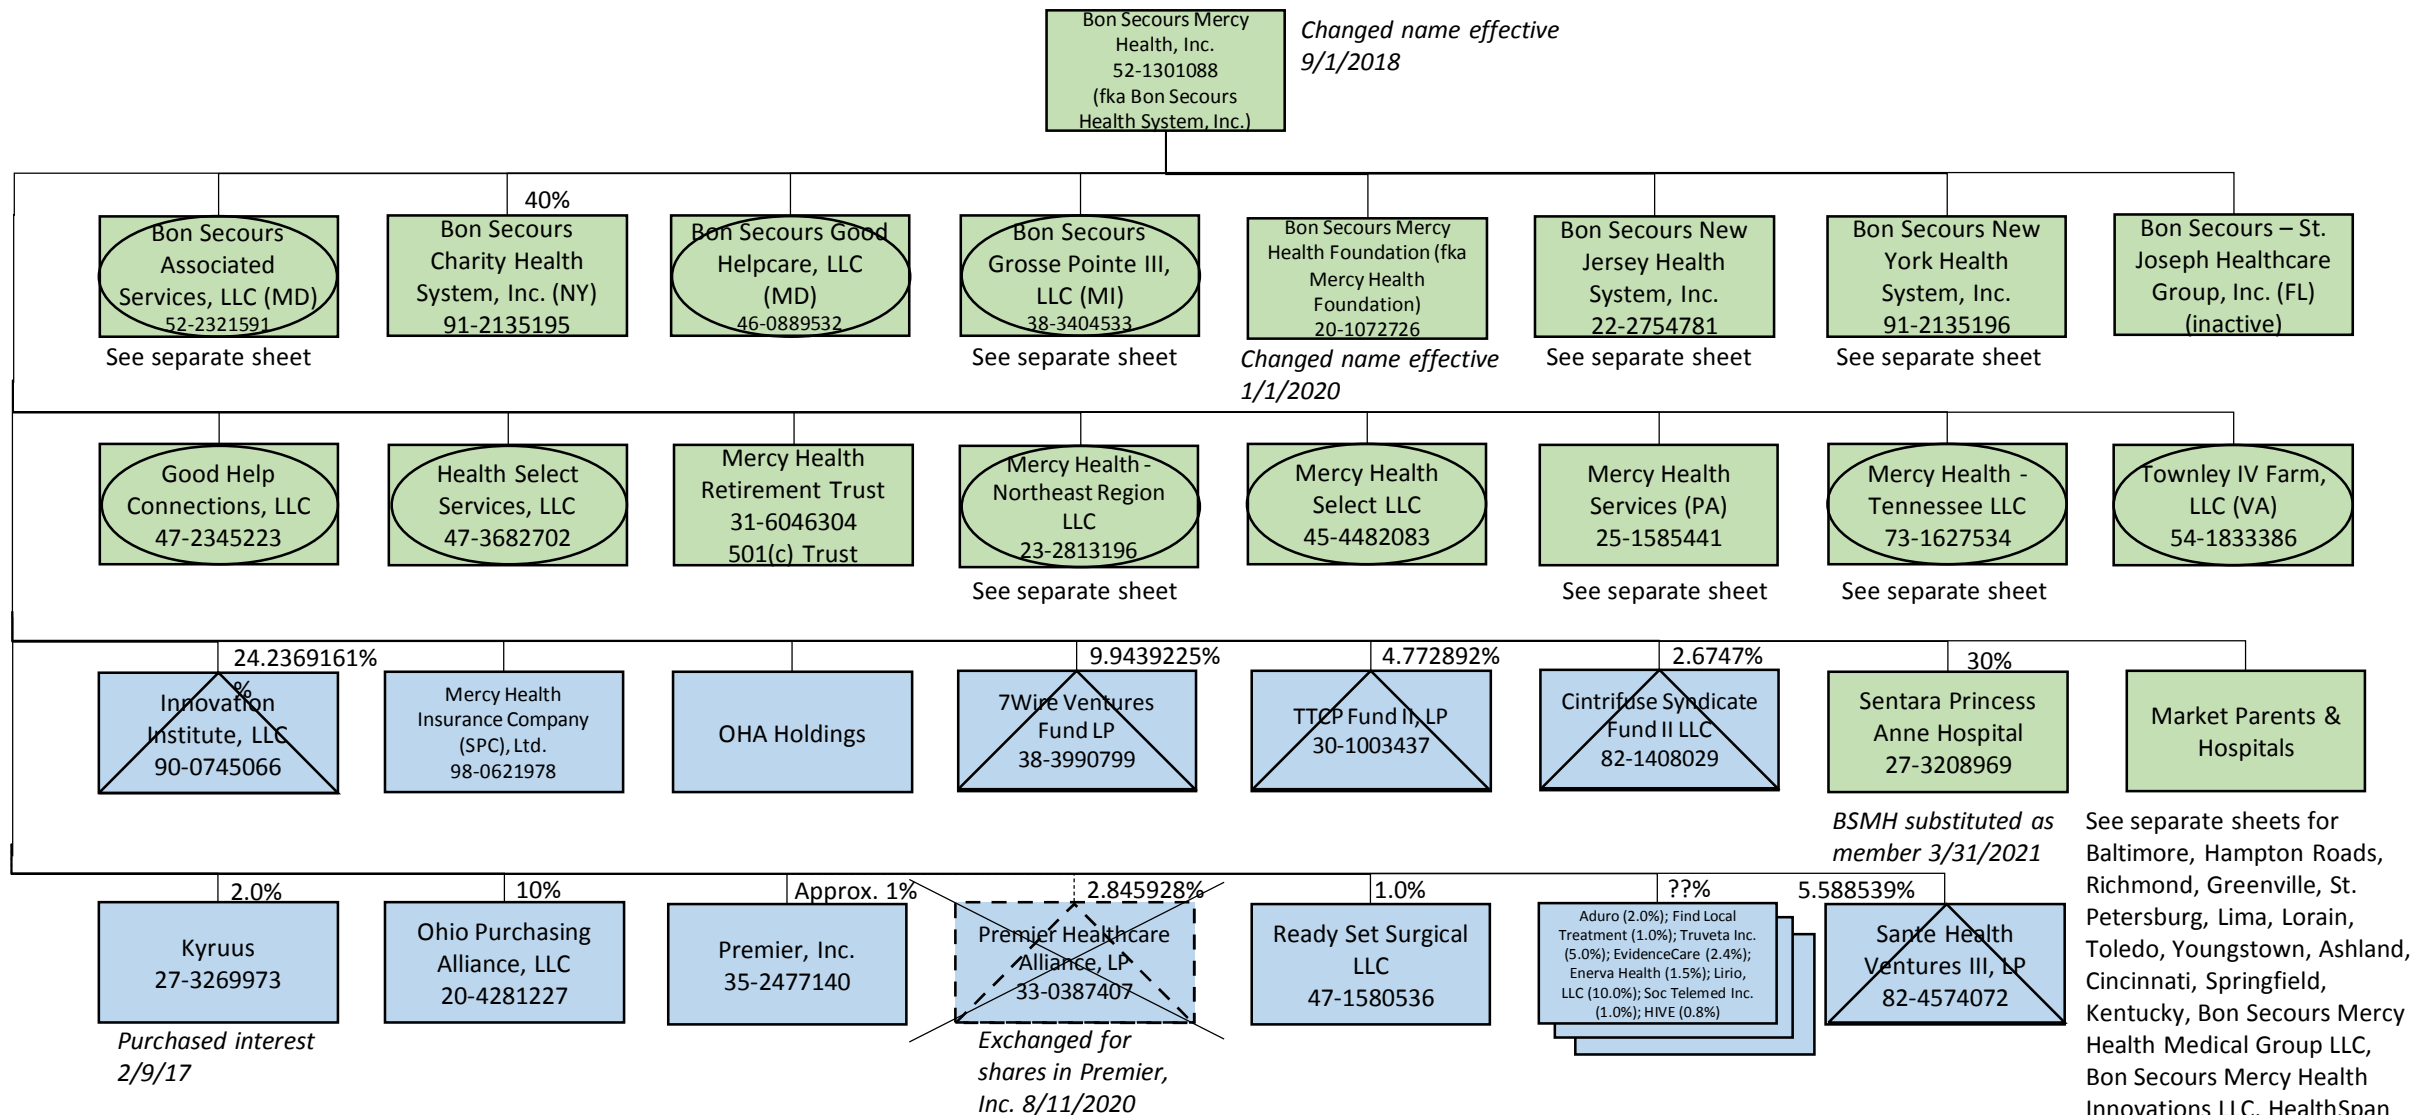 Bon Secours Mercy
Health, Inc.
52-1301088
(fka Bon Secours
Health System, Inc.)
Changed name effective
9/1/2018
Bon Secours
Associated
Services, LLC (MD)
52-2321591
See separate sheet
40%
Bon Secours
Charity Health
System, Inc. (NY)
91-2135195
Bon Secours Good
Helpcare, LLC
(MD)
46-0889532
Bon Secours
Grosse Pointe III,
LLC (MI)
38-3404533
See separate sheet
Bon Secours Mercy
Health Foundation (fka
Mercy Health
Foundation)
20-1072726
Changed name effective
1/1/2020
Bon Secours New
Jersey Health
System, Inc.
22-2754781
See separate sheet
Bon Secours New
York Health
System, Inc.
91-2135196
See separate sheet
Bon Secours – St.
Joseph Healthcare
Group, Inc. (FL)
(inactive)
Good Help
Connections, LLC
47-2345223
Health Select
Services, LLC
47-3682702
Mercy Health
Retirement Trust
31-6046304
501(c) Trust
Mercy Health -
Northeast Region
LLC
23-2813196
See separate sheet
Mercy Health
Select LLC
45-4482083
Mercy Health
Services (PA)
25-1585441
See separate sheet
Mercy Health -
Tennessee LLC
73-1627534
See separate sheet
Townley IV Farm,
LLC (VA)
54-1833386
24.2369161%
%
Innovation
Institute, LLC
90-0745066
Mercy Health
Insurance Company
(SPC), Ltd.
98-0621978
OHA Holdings
9.9439225%
7Wire Ventures
Fund LP
38-3990799
4.772892%
TTCP Fund II, LP
30-1003437
2.6747%
Cintrifuse Syndicate
Fund II LLC
82-1408029
30%
Sentara Princess
Anne Hospital
27-3208969
BSMH substituted as
member 3/31/2021
Market Parents &
Hospitals
See separate sheets for
Baltimore, Hampton Roads,
Richmond, Greenville, St.
Petersburg, Lima, Lorain,
Toledo, Youngstown, Ashland,
Cincinnati, Springfield,
Kentucky, Bon Secours Mercy
Health Medical Group LLC,
Bon Secours Mercy Health
Innovations LLC, HealthSpan
2.0%
Kyruus
27-3269973
Purchased interest
2/9/17
10%
Ohio Purchasing
Alliance, LLC
20-4281227
Approx. 1%
Premier, Inc.
35-2477140
2.845928%
Premier Healthcare
Alliance, LP
33-0387407
Exchanged for
shares in Premier,
Inc. 8/11/2020
1.0%
Ready Set Surgical
LLC
47-1580536
??%
Aduro (2.0%); Find Local
Treatment (1.0%); Truveta Inc.
(5.0%); EvidenceCare (2.4%);
Enerva Health (1.5%); Lirio,
LLC (10.0%); Soc Telemed Inc.
(1.0%); HIVE (0.8%)
5.588539%
Sante Health
Ventures III, LP
82-4574072